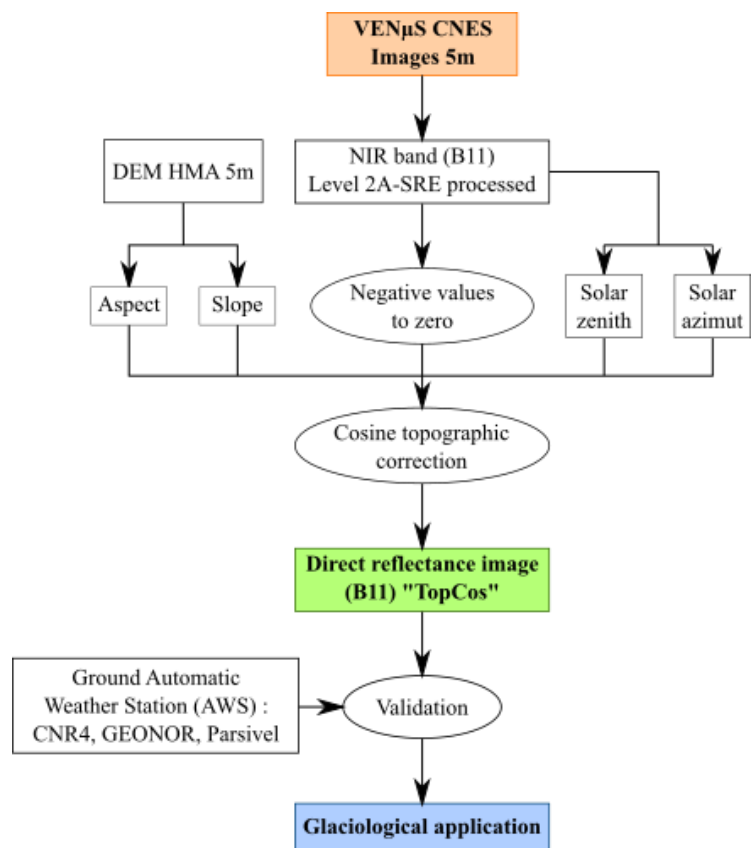 VENµS CNES
Images 5m
DEM HMA 5m
NIR band (B11)
Level 2A-SRE processed
Aspect
Slope
Negative values
to zero
Solar
zenith
Solar
azimut
Cosine topographic
correction
Direct reflectance image
(B11) "TopCos"
Ground Automatic
Weather Station (AWS) :
CNR4, GEONOR, Parsivel
Validation
Glaciological application